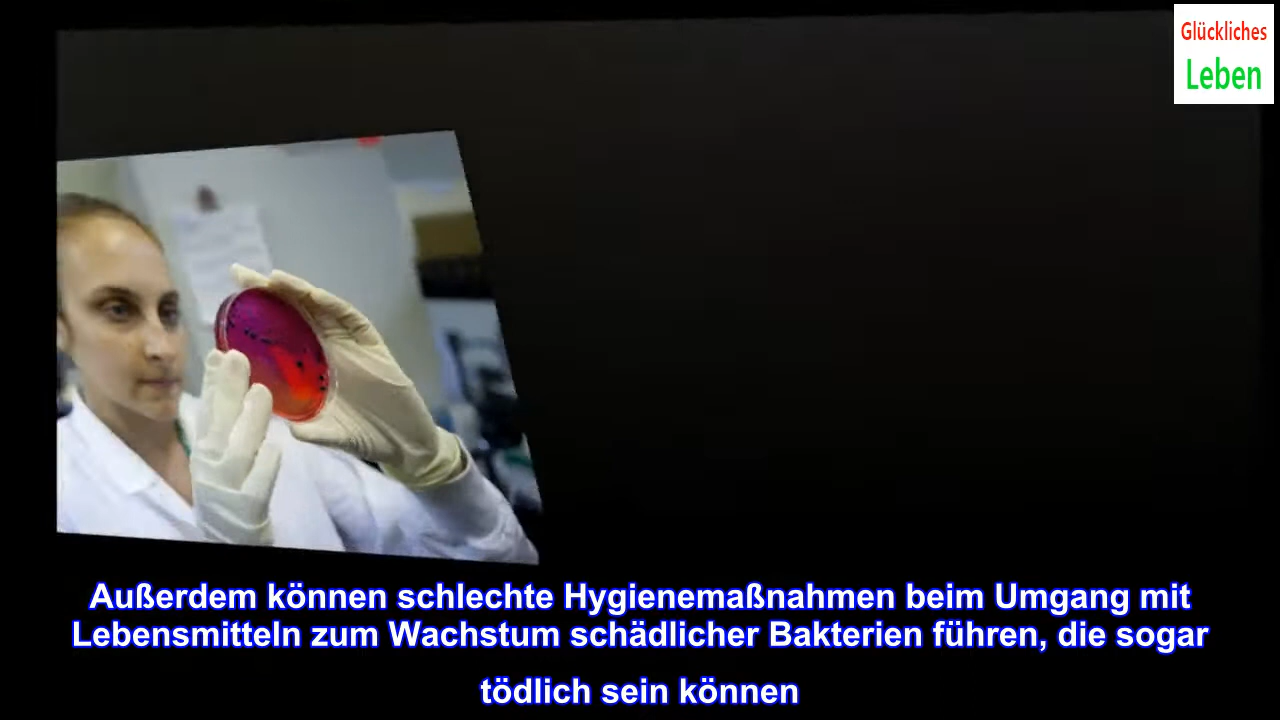 Glückliches
Leben
Außerdem können schlechte Hygienemaßnahmen beim Umgang mit
Lebensmitteln zum Wachstum schädlicher Bakterien führen, die sogar
tödlich sein können